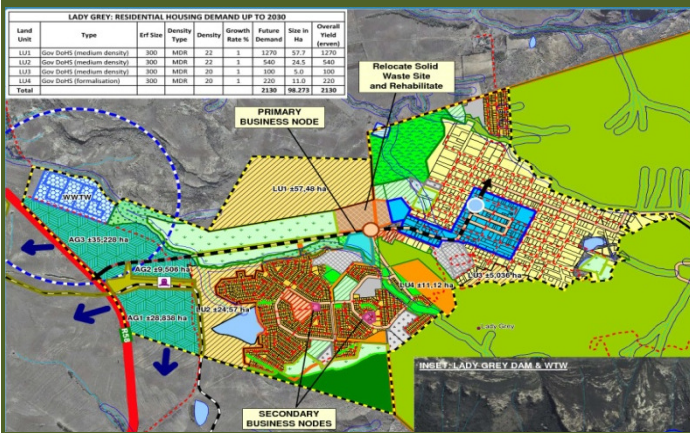 LADY GREY: RESIDENTIAL HOUSING DEMAND UP TO 2030
Land Unit Type Erf Size Density Type Density Growth Rate % Future Demand Size in Ha Overall Yield (erven)
LU1 Gov DoHS (medium density) 300 MDR 22 1 1270 57.7 1270
LU2 Gov DoHS (medium density) 300 MDR 22 1 540 24.5 540
LU3 Gov DoHS (medium density) 300 MDR 20 1 100 5.0 100
LU4 Gov DoHS (formalisation) 300 MDR 20 1 220 11.0 220
Total 2130 98.273 2130
Relocate Solid
Waste Site
and Rehabilitate
PRIMARY
BUSINESS NODE
LU1 ±57,48 ha
WWTW
AG3 ±35,228 ha
AG2 ±9,506 ha
LU3 ±5,036 ha
LU4 ±11,12 ha
LU2 ±24,57 ha
AG1 ±28,838 ha
R58
Lady Grey
INSET: LADY GREY DAM & WTW
SECONDARY
BUSINESS NODES